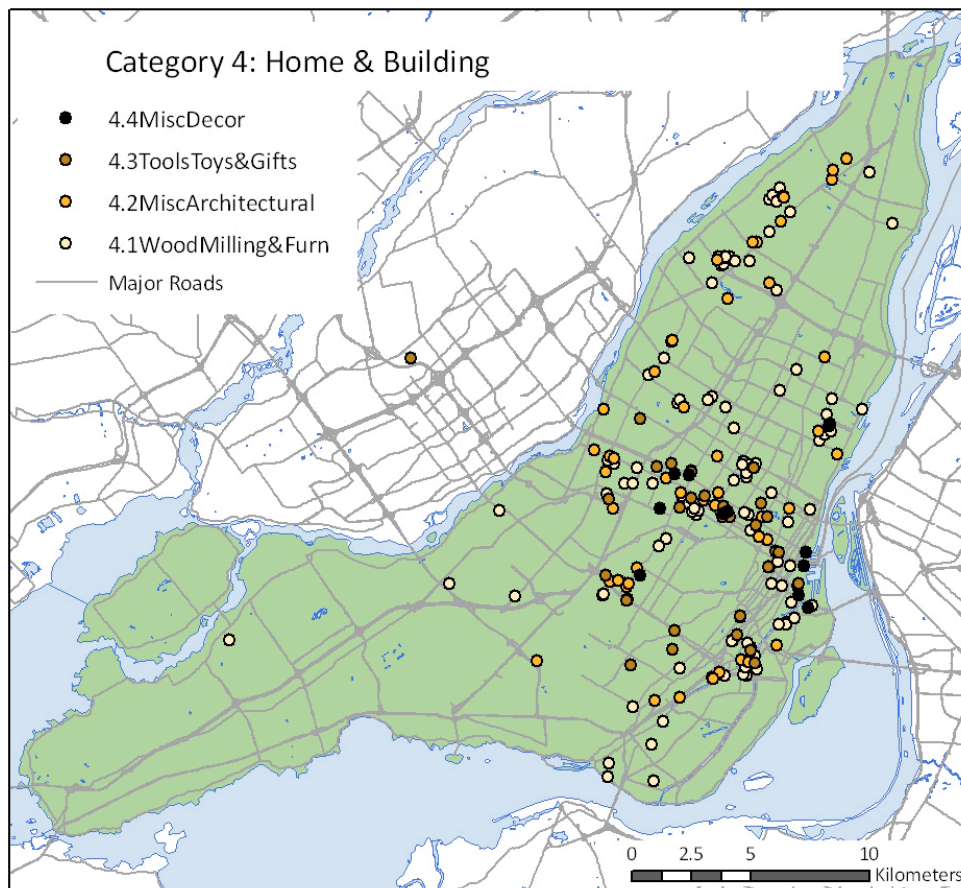 Category 4: Home & Building
4.4MiscDecor
4.3ToolsToys&Gifts
4.2MiscArchitectural
4.1WoodMilling&Furn
Major Roads
0 2.5 5 10
Kilometers